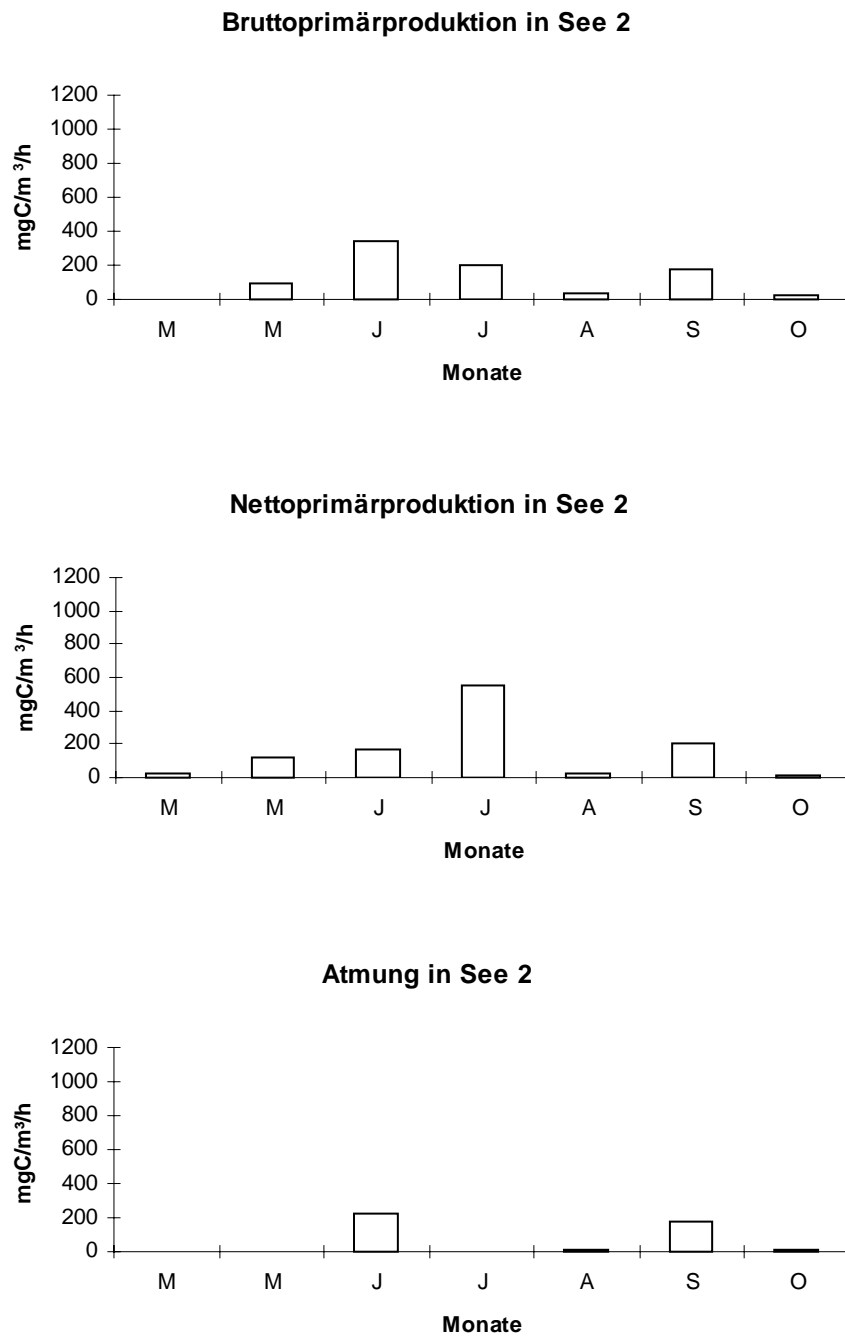 Bruttoprimärproduktion in See 2
1200
1000
800
600
400
200
0
mgC/m ³/h
M M J J A S O
Monate
Nettoprimärproduktion in See 2
1200
1000
800
600
400
200
0
mgC/m ³/h
M M J J A S O
Monate
Atmung in See 2
1200
1000
800
600
400
200
0
mgC/m³/h
M M J J A S O
Monate